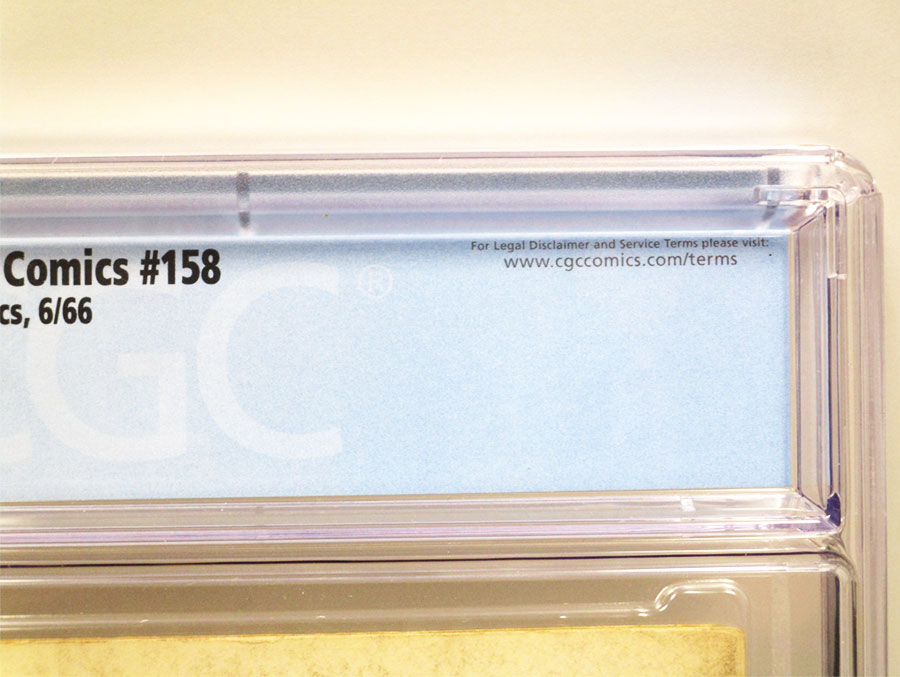 Comics #158
cs, 6/66
For Legal Disclaimer and Service Terms please visit:
www.cgccomics.com/terms
CGC®